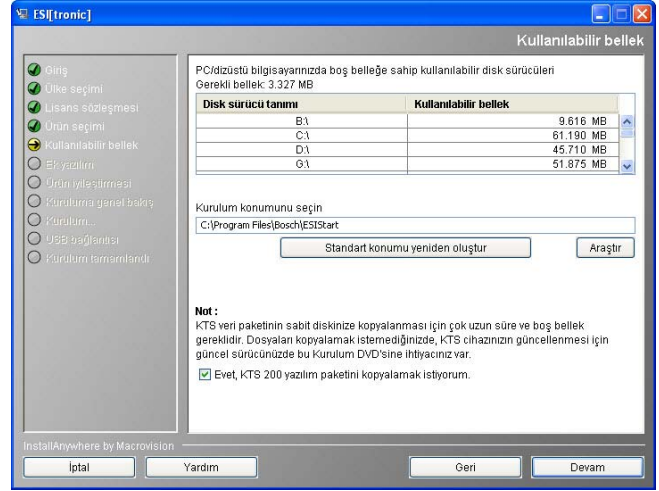 ESI[tronic]
Kullanılabilir bellek
Giriş
Ülke seçimi
Lisans sözleşmesi
Ürün seçimi
Kullanılabilir bellek
Ek yazılım
Ürün iyileştirmesi
Kuruluma genel bakış
Kurulum...
USB bağlantısı
Kurulum tamamlandı
PC/dizüstü bilgisayarınızda boş belleğe sahip kullanılabilir disk sürücüleri
Gerekli bellek: 3.327 MB
Disk sürücü tanımı Kullanılabilir bellek
B:\ 9.616 MB
C:\ 61.190 MB
D:\ 45.710 MB
G:\ 51.875 MB
Kurulum konumunu seçin
C:\Program Files\Bosch\ESIStart
Standart konumu yeniden oluştur Araştır
Not :
KTS veri paketinin sabit diskinize kopyalanması için çok uzun süre ve boş bellek
gereklidir. Dosyaları kopyalamak istemediğinizde, KTS cihazınızın güncellenmesi için
güncel sürücünüzde bu Kurulum DVD'sine ihtiyacınız var.
Evet, KTS 200 yazılım paketini kopyalamak istiyorum.
InstallAnywhere by Macrovision
İptal Yardım Geri Devam